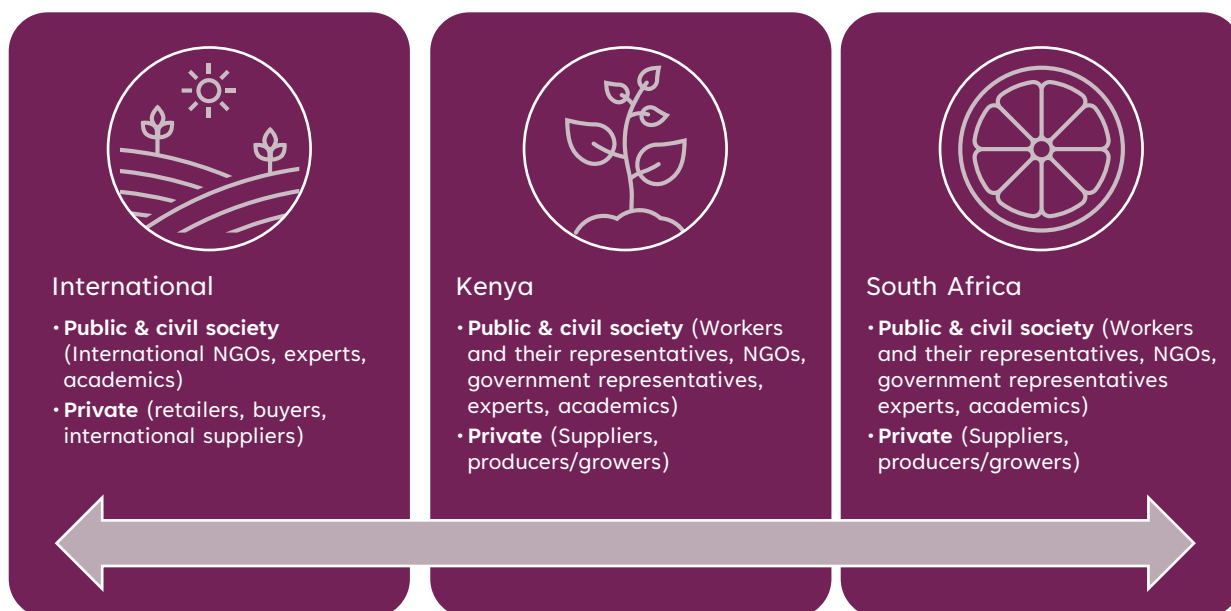 International
· Public & civil society
(International NGOs, experts,
academics)
· Private (retailers, buyers,
international suppliers)
Kenya
· Public & civil society (Workers
and their representatives, NGOs,
government representatives,
experts, academics)
· Private (Suppliers,
producers/growers)
South Africa
· Public & civil society (Workers
and their representatives, NGOs,
government representatives
experts, academics)
· Private (Suppliers,
producers/growers)